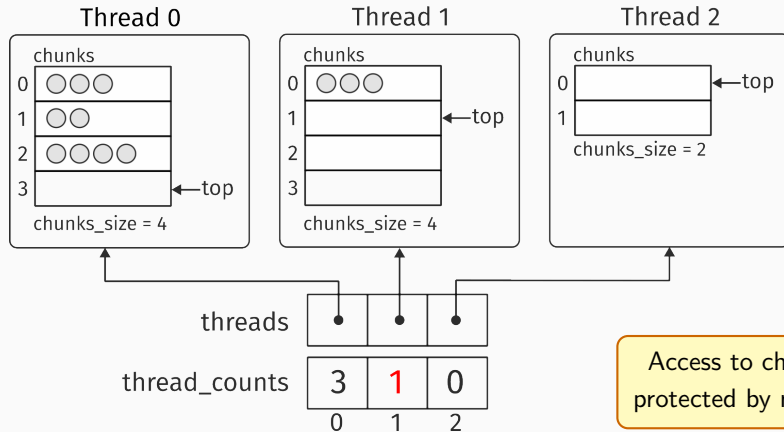 Thread 0
Thread 1
Thread 2
chunks
0
1
2
3
top
chunks_size = 4
chunks
0
1
2
3
top
chunks_size = 4
chunks
0
1
top
chunks_size = 2
threads
thread_counts
3 1 0
0 1 2
Access to
protected by